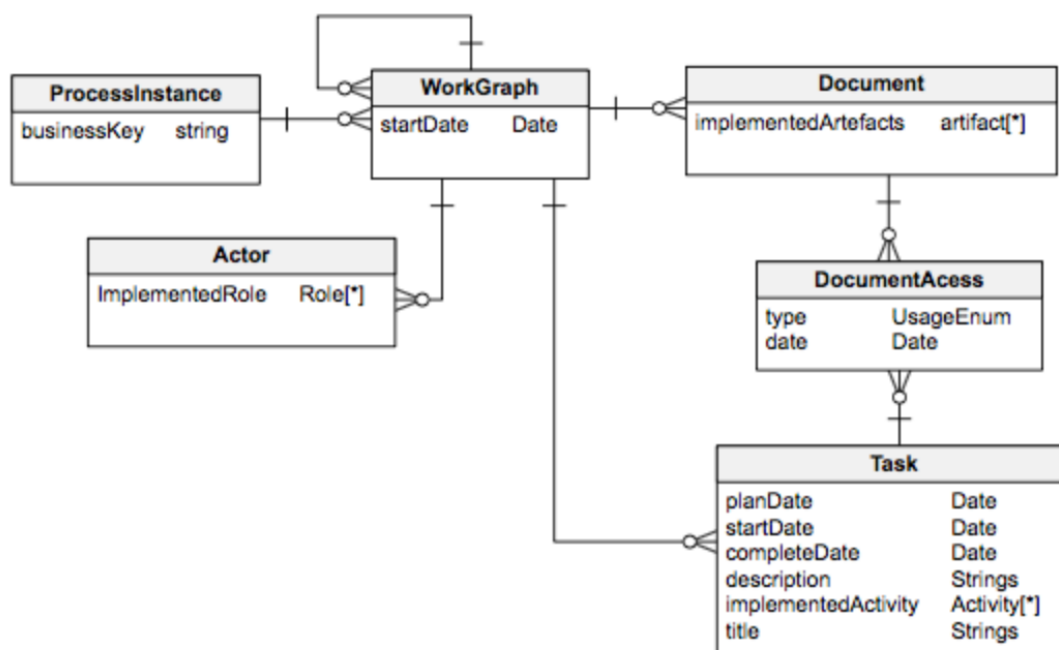 ProcessInstance
businessKey string
WorkGraph
startDate Date
Document
implementedArtefacts artifact[*]
Actor
ImplementedRole Role[*]
DocumentAcess
type UsageEnum
date Date
Task
planDate Date
startDate Date
completeDate Date
description Strings
implementedActivity Activity[*]
title Strings